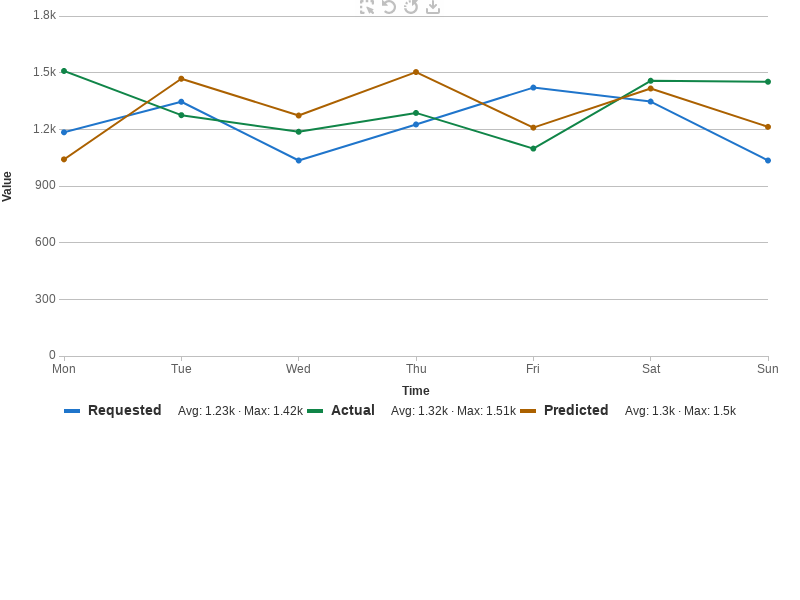 1.8k
1.5k
1.2k
900
600
300
0
Value
Mon Tue Wed Thu Fri Sat Sun
Time
Requested Avg: 1.23k · Max: 1.42k Actual Avg: 1.32k · Max: 1.51k Predicted Avg: 1.3k · Max: 1.5k